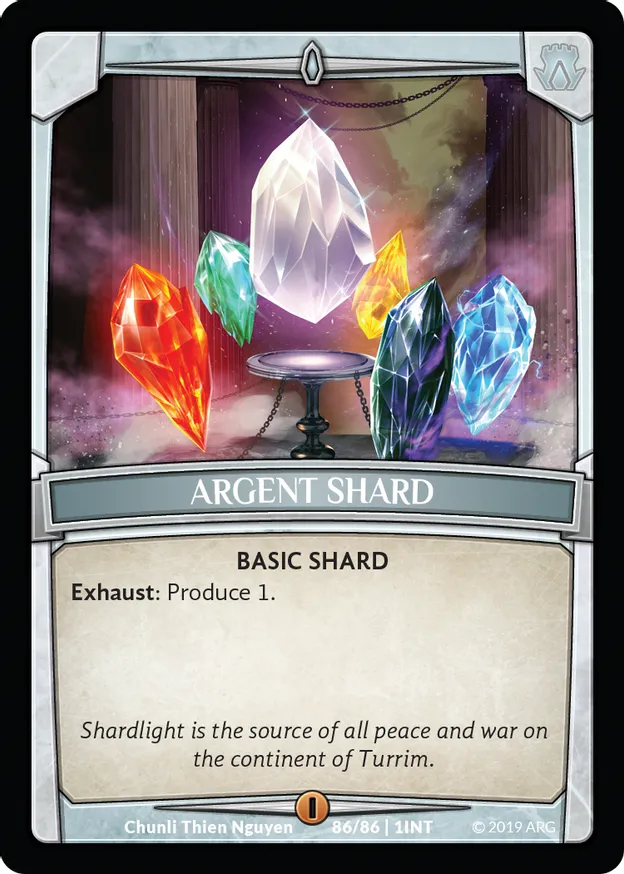 ARGENT SHARD
BASIC SHARD
Exhaust: Produce 1.
Shardlight is the source of all peace and war on
the continent of Turrim.
I
Chunli Thien Nguyen 86/86 | 1INT © 2019 ARG